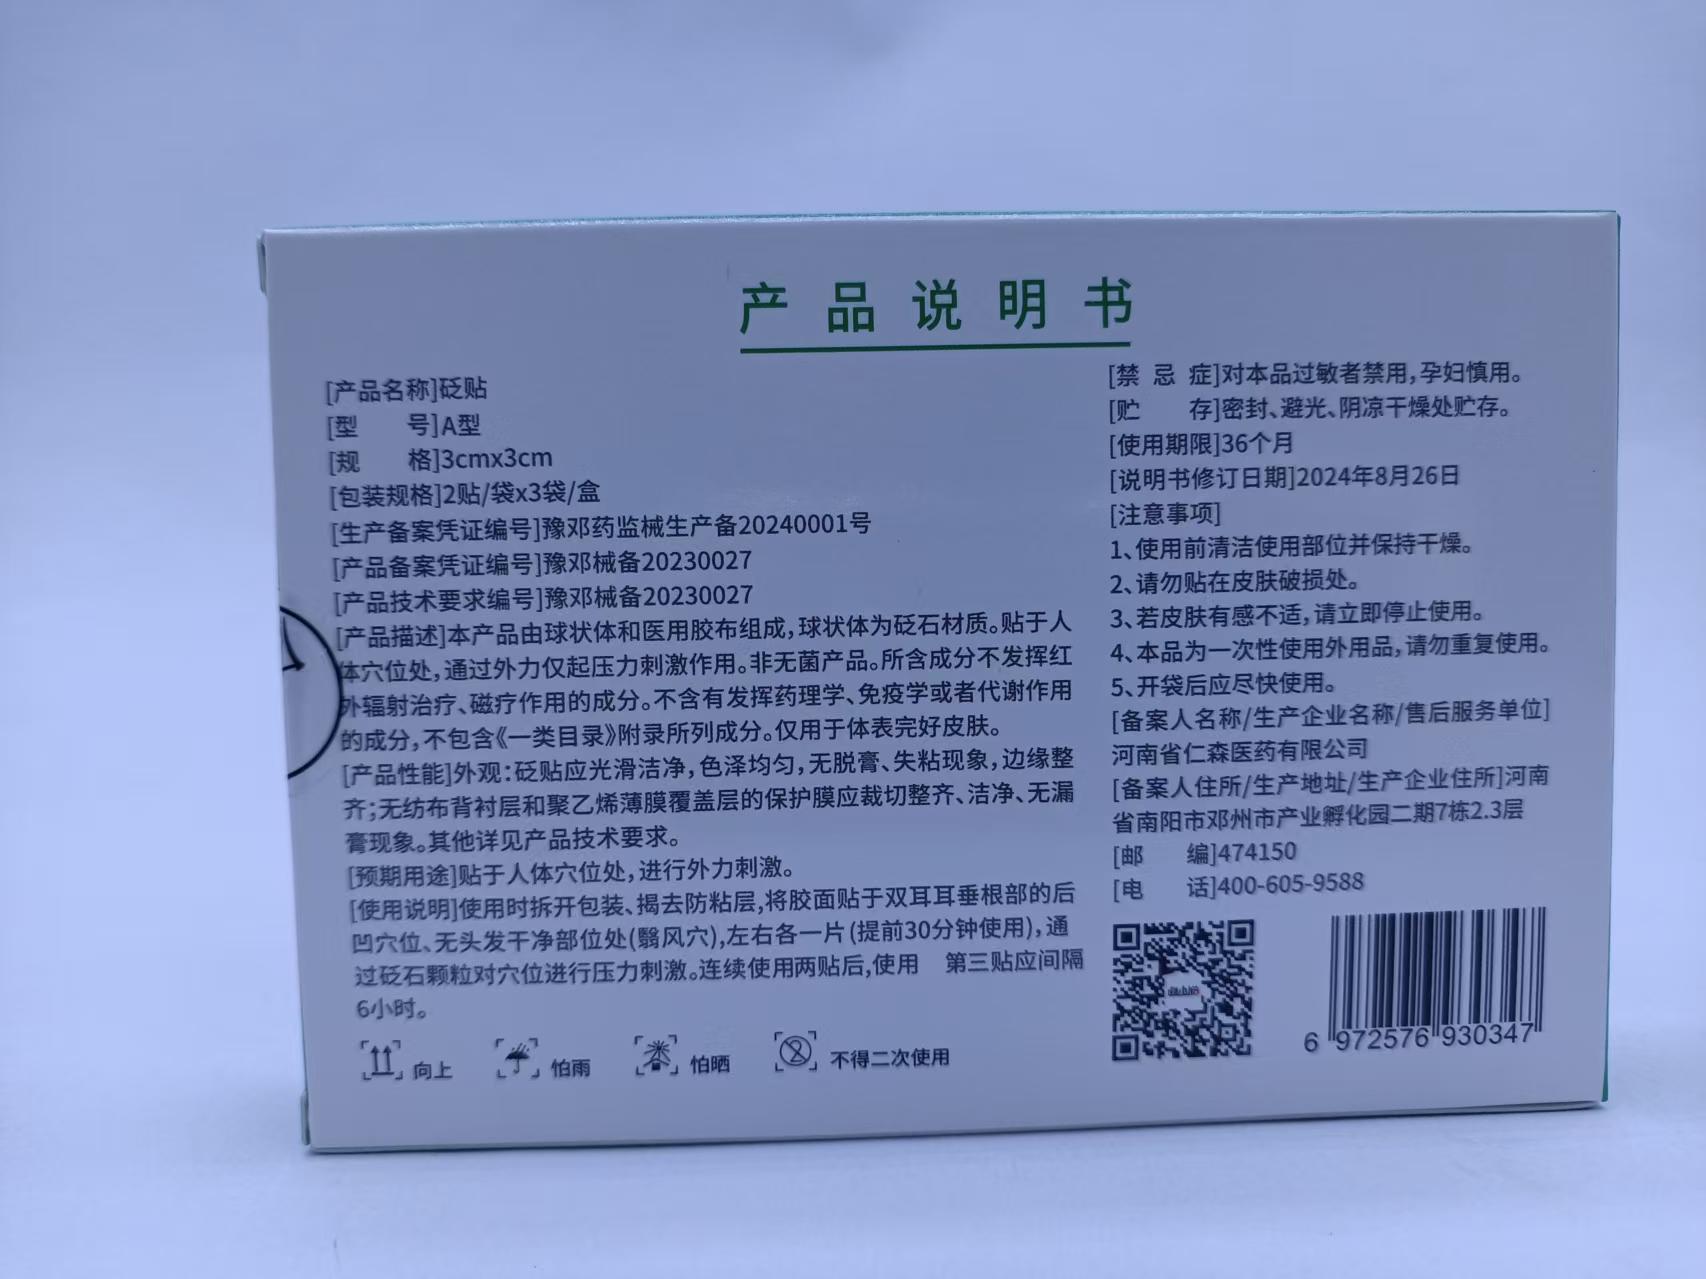 产品说明书
[产品名称]砭贴
[型 号]A型
[规 格]3cmx3cm
[包装规格]2贴/袋x3袋/盒
[生产备案凭证编号]豫邓药监械生产备20240001号
[产品备案凭证编号]豫邓械备20230027
[产品技术要求编号]豫邓械备20230027
[产品描述]本产品由球状体和医用胶布组成,球状体为砭石材质。贴于人
体穴位处,通过外力仅起压力刺激作用。非无菌产品。所含成分不发挥红
外辐射治疗、磁疗作用的成分。不含有发挥药理学、免疫学或者代谢作用
的成分,不包含《一类目录》附录所列成分。仅用于体表完好皮肤。
[产品性能]外观:砭贴应光滑洁净,色泽均匀,无脱膏、失粘现象,边缘整
齐;无纺布背衬层和聚乙烯薄膜覆盖层的保护膜应裁切整齐、洁净、无漏
膏现象。其他详见产品技术要求。
[预期用途]贴于人体穴位处,进行外力刺激。
[使用说明]使用时拆开包装、揭去防粘层,将胶面贴于双耳耳垂根部的后
凹穴位、无头发干净部位处(翳风穴),左右各一片(提前30分钟使用),通
过砭石颗粒对穴位进行压力刺激。连续使用两贴后,使用 第三贴应间隔
6小时。
向上 怕雨 怕晒 不得二次使用
[禁 忌 症]对本品过敏者禁用,孕妇慎用。
[贮 存]密封、避光、阴凉干燥处贮存。
[使用期限]36个月
[说明书修订日期]2024年8月26日
[注意事项]
1、使用前清洁使用部位并保持干燥。
2、请勿贴在皮肤破损处。
3、若皮肤有感不适,请立即停止使用。
4、本品为一次性使用外用品,请勿重复使用。
5、开袋后应尽快使用。
[备案人名称/生产企业名称/售后服务单位]
河南省仁森医药有限公司
[备案人住所/生产地址/生产企业住所]河南
省南阳市邓州市产业孵化园二期7栋2.3层
[邮 编]474150
[电 话]400-605-9588
6 972576 930347